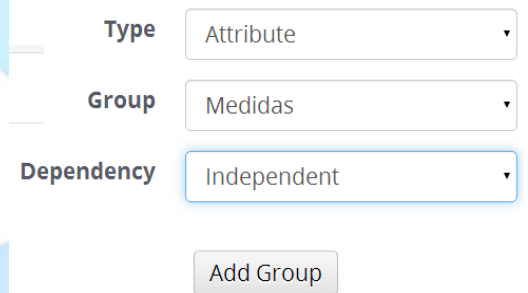 Type Attribute
Group Medidas
Dependency Independent
Add Group